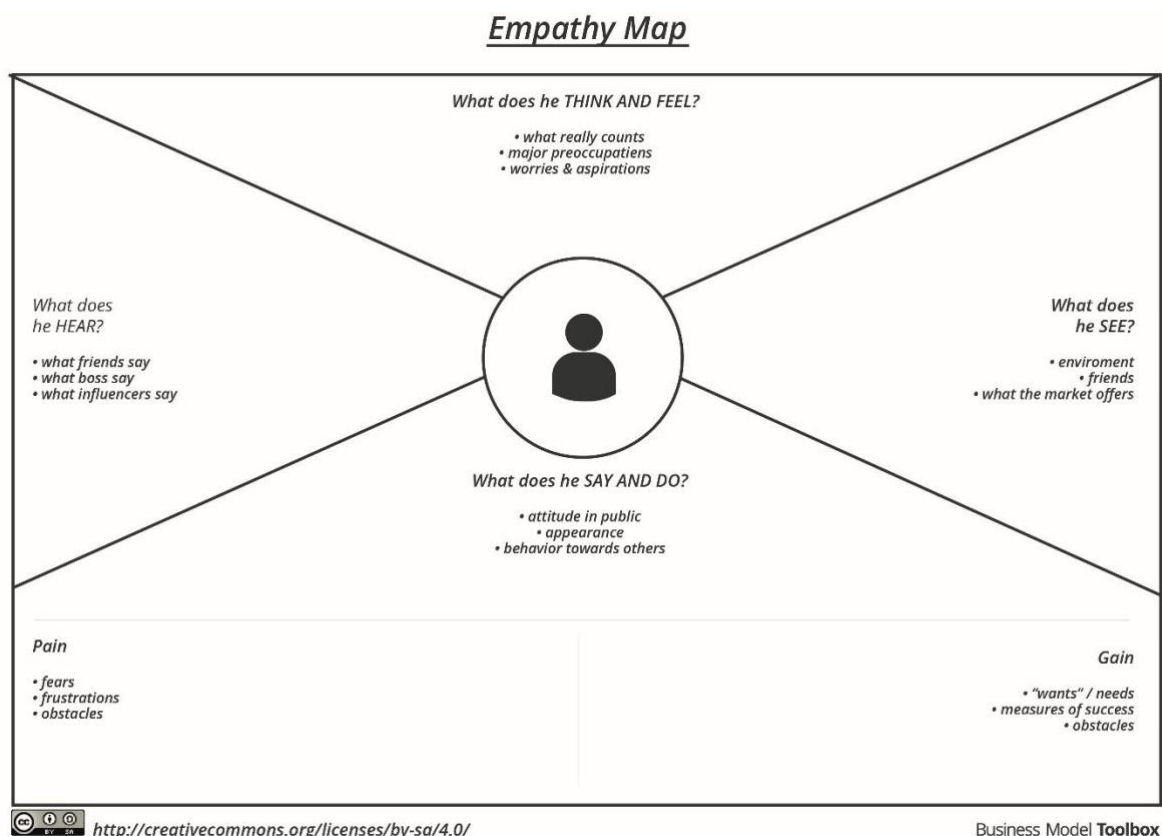 Empathy Map
What does he THINK AND FEEL?
• what really counts
• major preoccupatiens
• worries & aspirations
What does
he HEAR?
• what friends say
• what boss say
• what influencers say
What does
he SEE?
• enviroment
• friends
• what the market offers
What does he SAY AND DO?
• attitude in public
• appearance
• behavior towards others
Pain
• fears
• frustrations
• obstacles
Gain
• "wants" / needs
• measures of success
• obstacles
cc BY SA
http://creativecommons.org/licenses/by-sa/4.0/
Business Model Toolbox